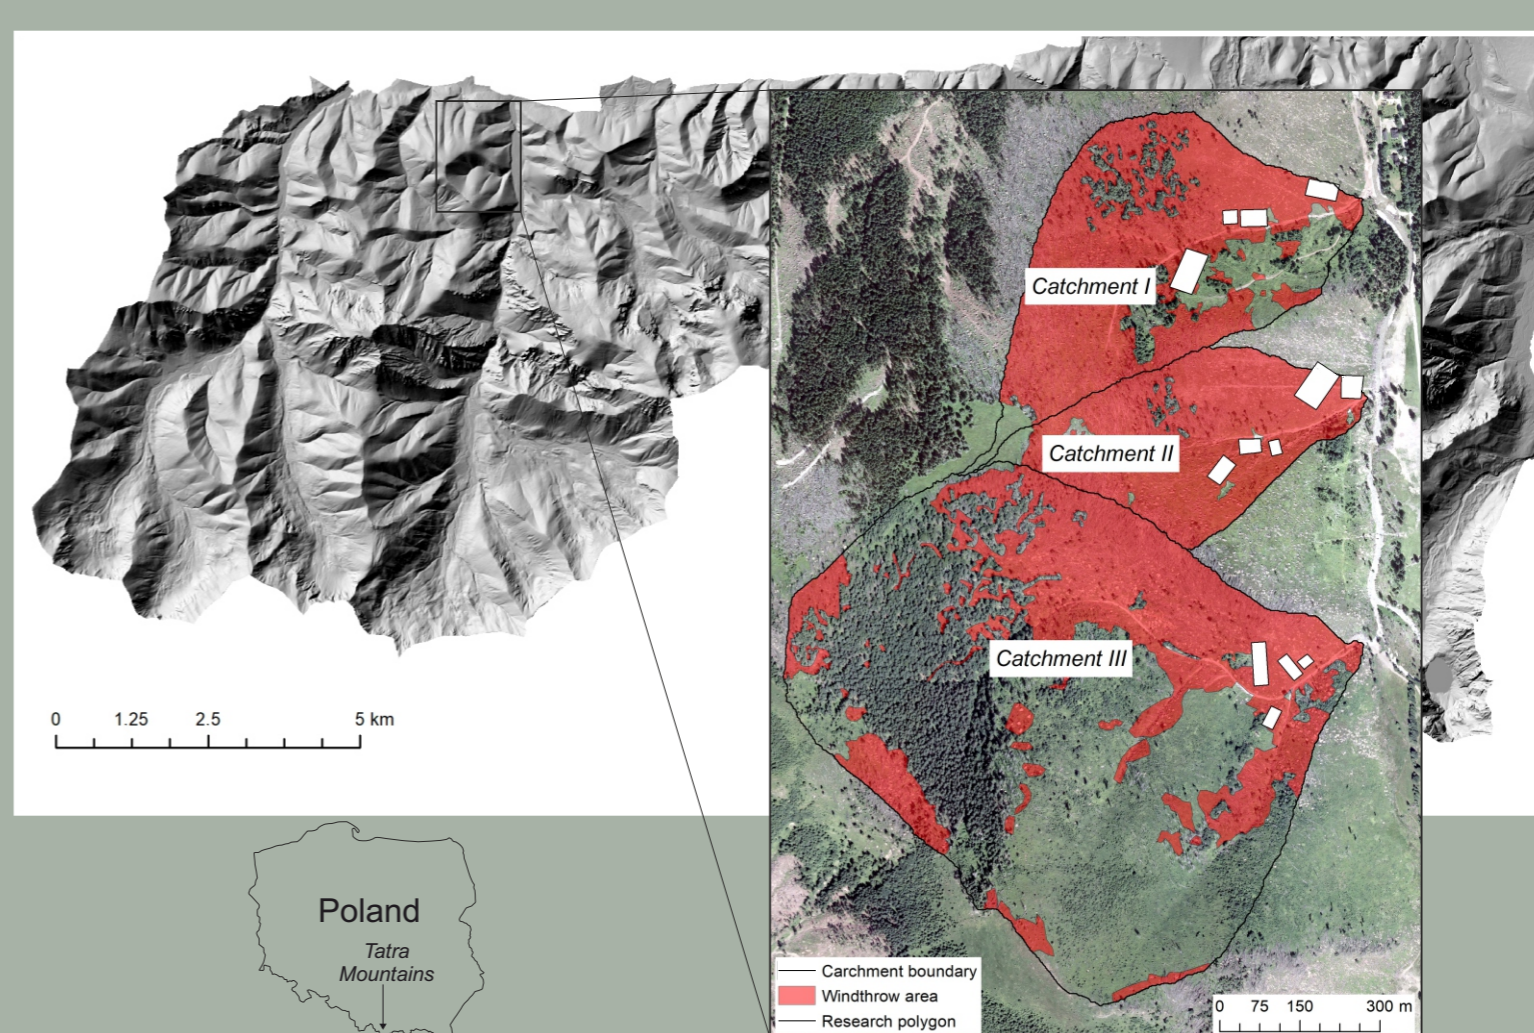 Catchment I
Catchment II
Catchment III
0 1.25 2.5 5 km
Poland
Tatra
Mountains
Carchment boundary
Windthrow area
Research polygon
0 75 150 300 m